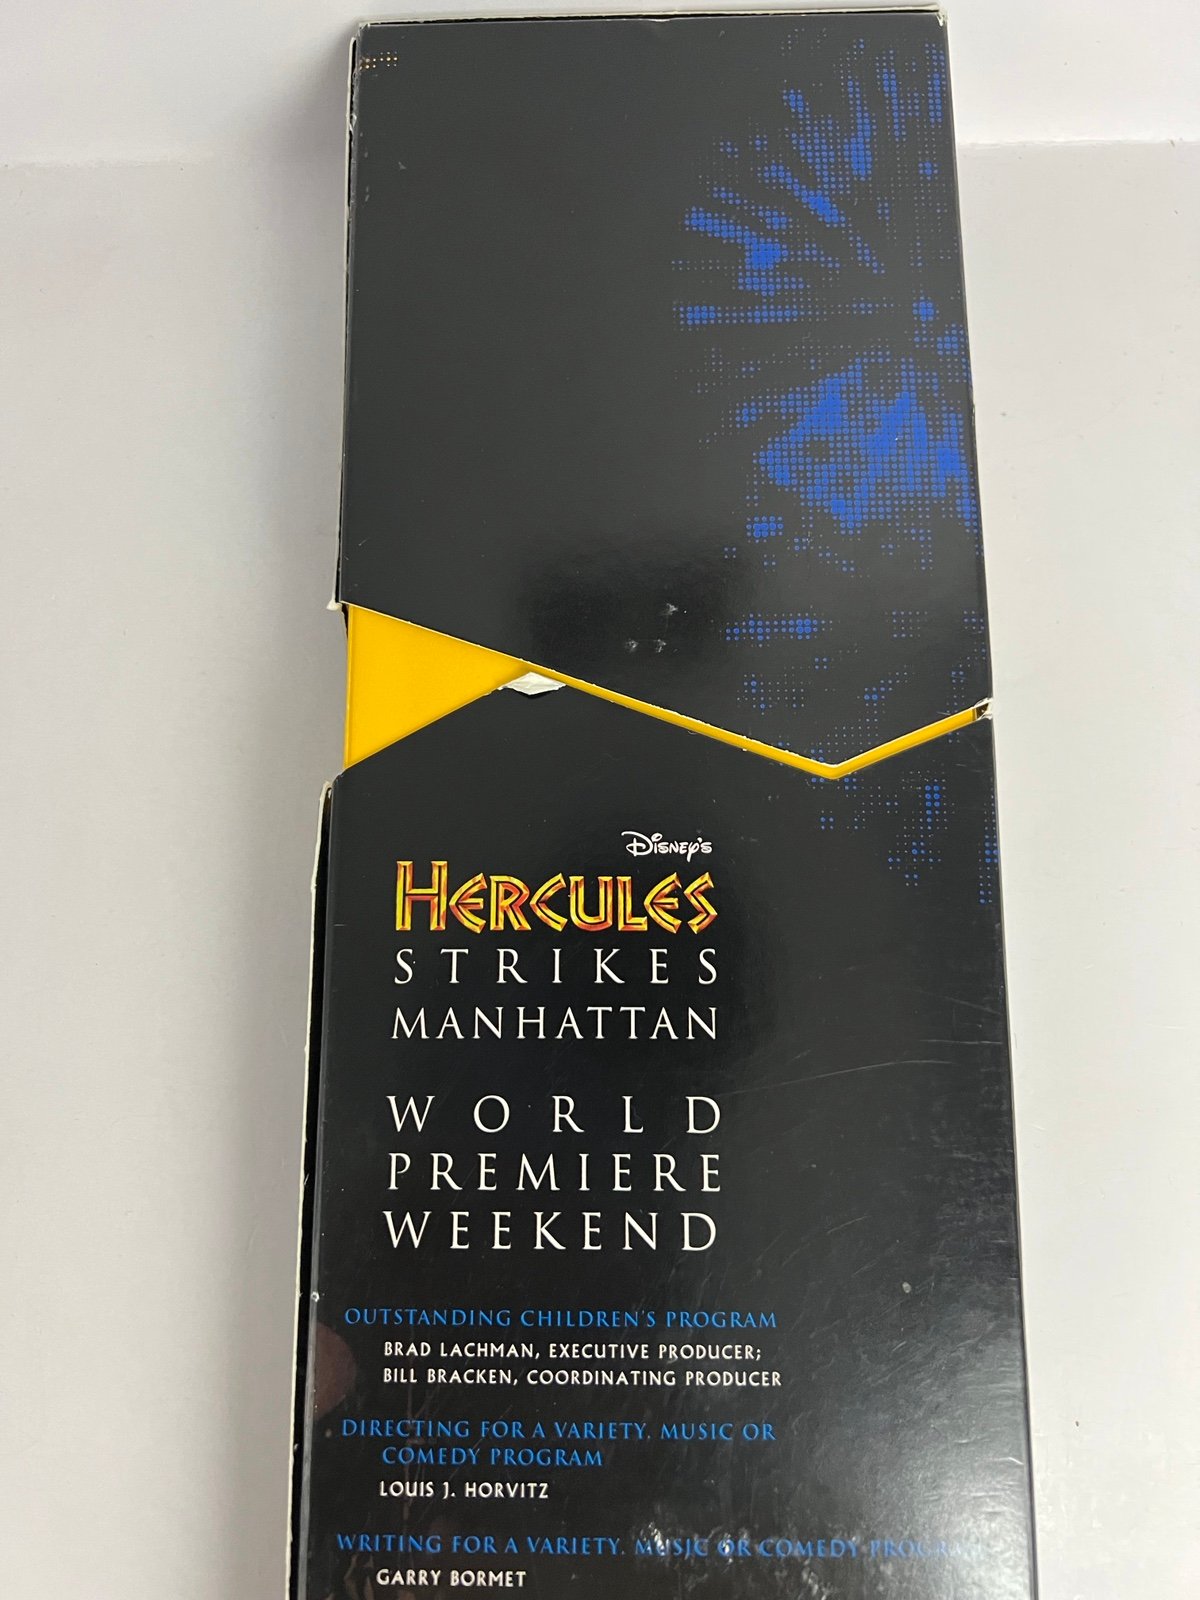 Disney's
HERCULES
STRIKES
MANHATTAN
WORLD
PREMIERE
WEEKEND
OUTSTANDING CHILDREN'S PROGRAM
BRAD LACHMAN, EXECUTIVE PRODUCER;
BILL BRACKEN, COORDINATING PRODUCER
DIRECTING FOR A VARIETY, MUSIC OR
COMEDY PROGRAM
LOUIS J. HORVITZ
WRITING FOR A VARIETY, MUSIC OR COMEDY PROGRAM
GARRY BORMET